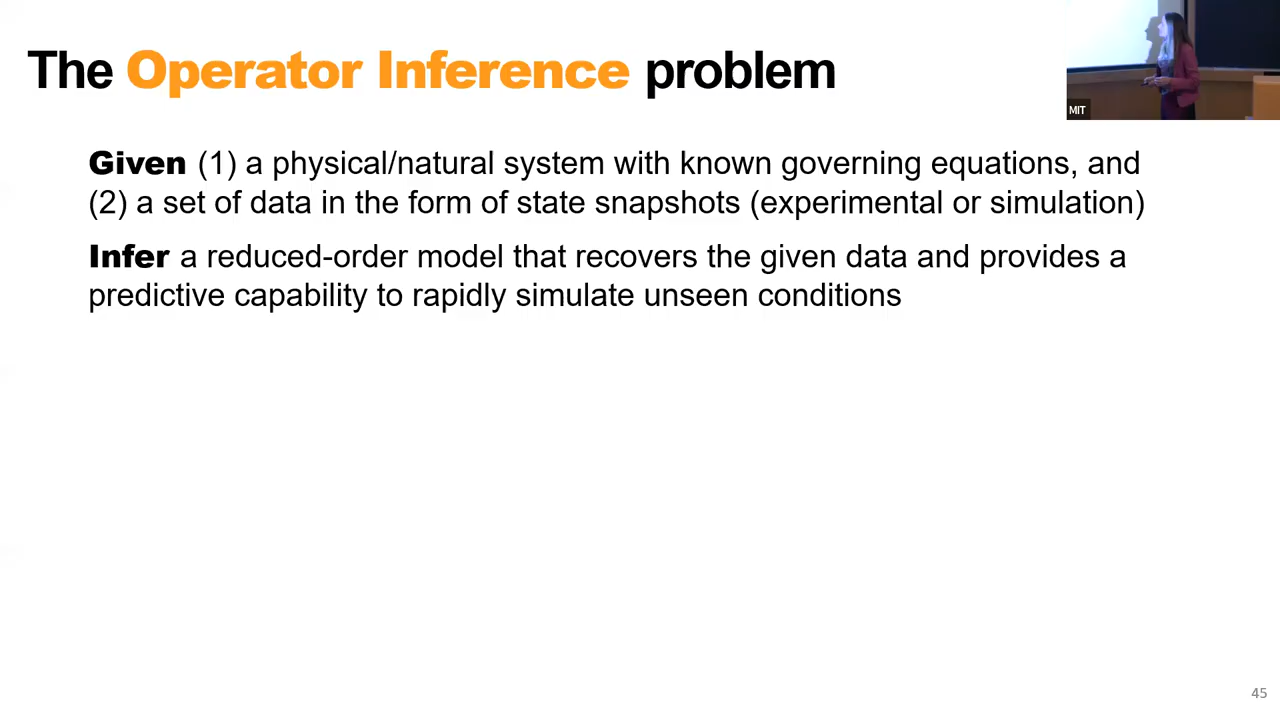 The Operator Inference problem
MIT
Given (1) a physical/natural system with known governing equations, and
(2) a set of data in the form of state snapshots (experimental or simulation)
Infer a reduced-order model that recovers the given data and provides a
predictive capability to rapidly simulate unseen conditions
45